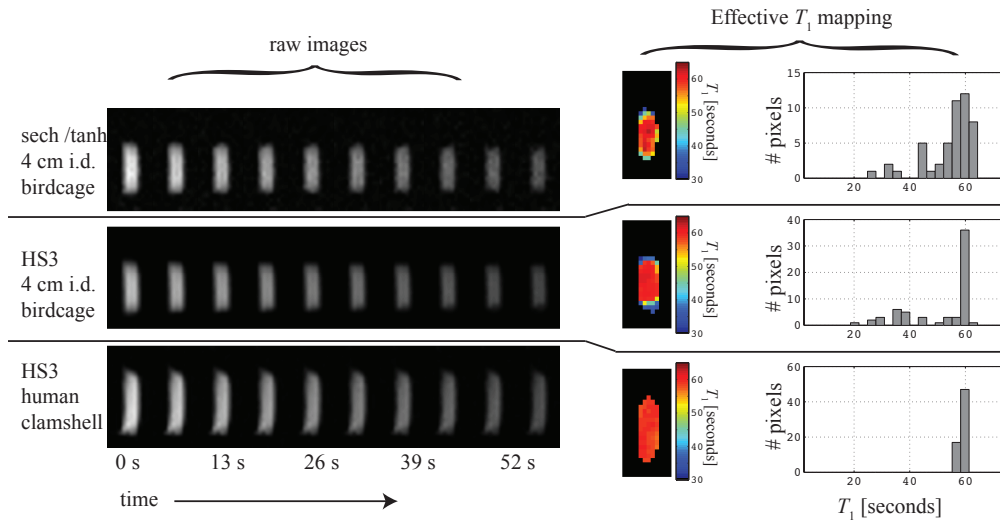 raw images
Effective T₁ mapping
sech /tanh
4 cm i.d.
birdcage
60
50
40
30
T₁ [seconds]
15
10
5
0
# pixels
20
40
60
HS3
4 cm i.d.
birdcage
60
50
40
30
T₁ [seconds]
40
30
20
10
0
# pixels
20
40
60
HS3
human
clamshell
60
50
40
30
T₁ [seconds]
60
40
20
0
# pixels
20
40
60
0 s
13 s
26 s
39 s
52 s
time
T₁ [seconds]